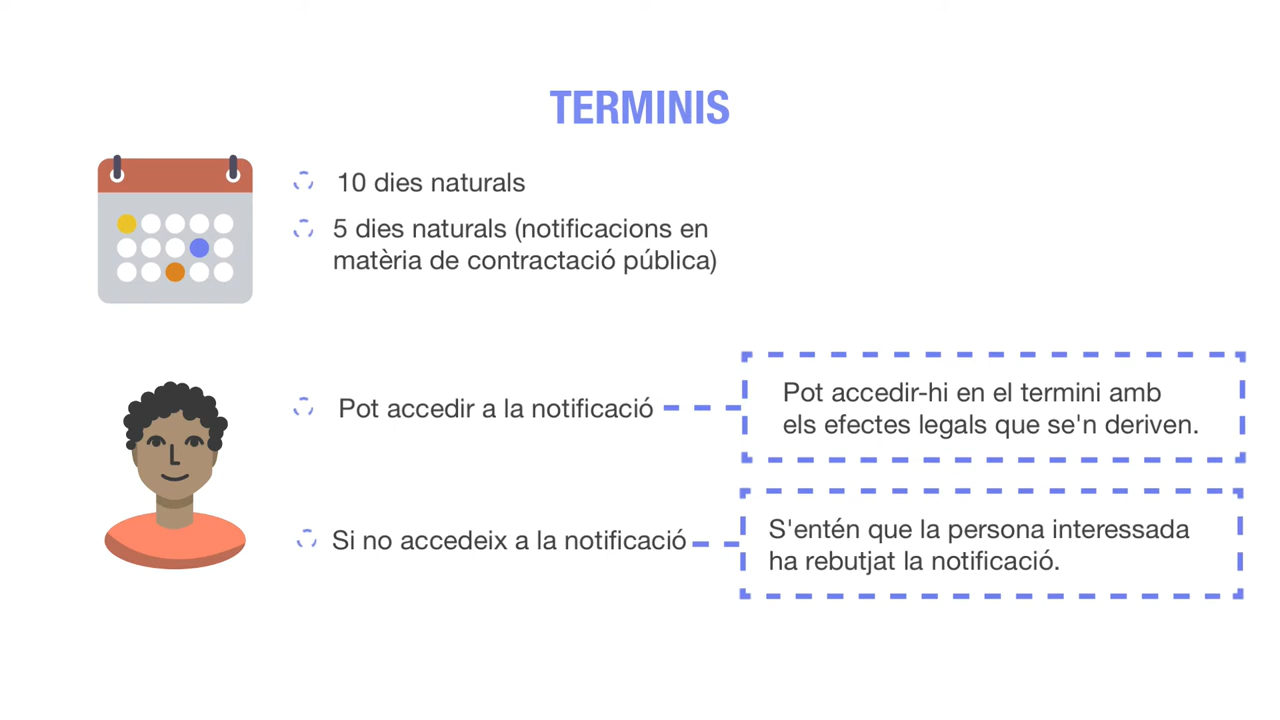 TERMINIS
10 dies naturals
5 dies naturals (notificacions en
matèria de contractació pública)
Pot accedir a la notificació
Pot accedir-hi en el termini amb
els efectes legals que se'n deriven.
Si no accedeix a la notificació
S'entén que la persona interessada
ha rebutjat la notificació.